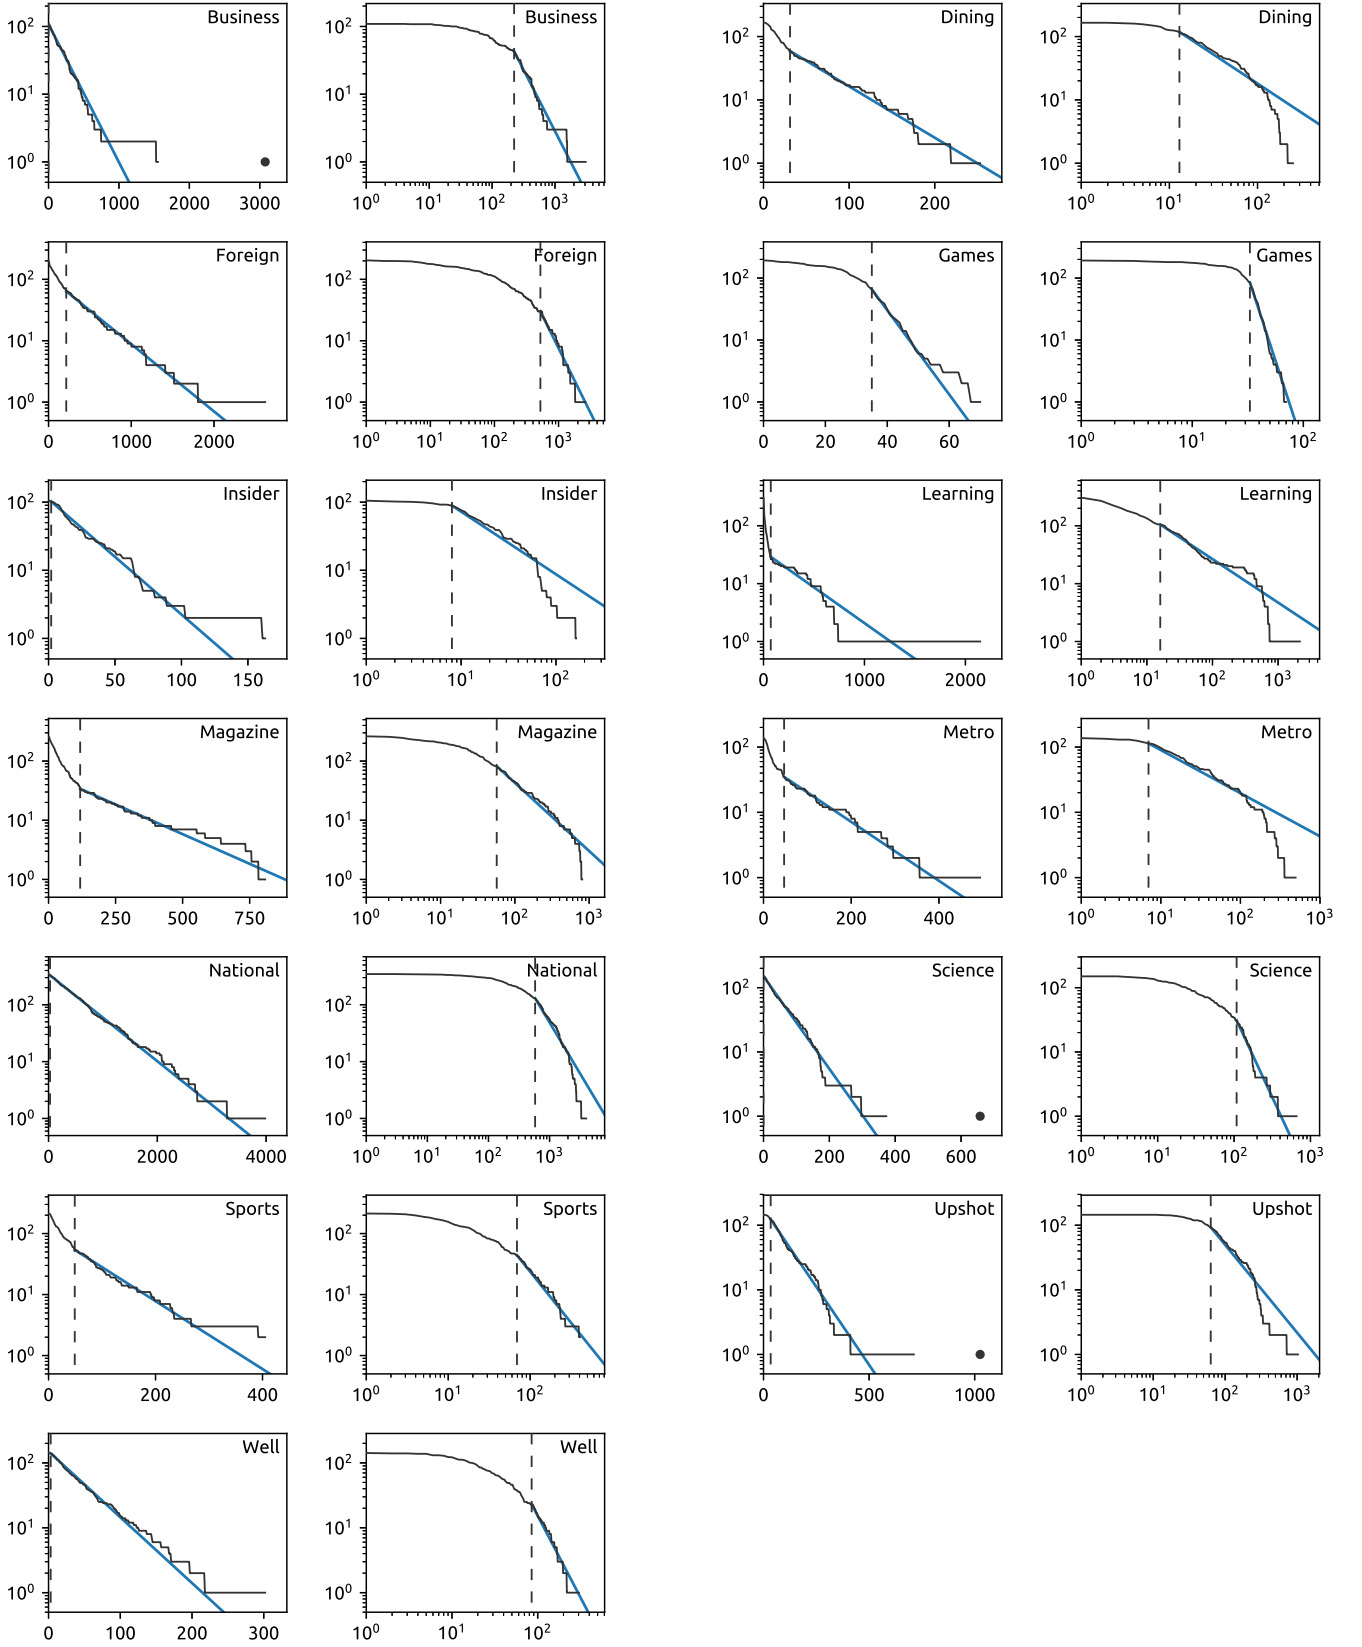 Business Business Dining Dining
10² 10² 10² 10²
10¹ 10¹ 10¹ 10¹
10⁰ 10⁰ 10⁰ 10⁰
0 1000 2000 3000 10⁰ 10¹ 10² 10³ 0 100 200 10⁰ 10¹ 10²
Foreign Foreign Games Games
10² 10² 10² 10²
10¹ 10¹ 10¹ 10¹
10⁰ 10⁰ 10⁰ 10⁰
0 1000 2000 10⁰ 10¹ 10² 10³ 0 20 40 60 10⁰ 10¹ 10²
Insider Insider Learning Learning
10² 10² 10² 10²
10¹ 10¹ 10¹ 10¹
10⁰ 10⁰ 10⁰ 10⁰
0 50 100 150 10⁰ 10¹ 10² 0 1000 2000 10⁰ 10¹ 10² 10³
Magazine Magazine Metro Metro
10² 10² 10² 10²
10¹ 10¹ 10¹ 10¹
10⁰ 10⁰ 10⁰ 10⁰
0 250 500 750 10⁰ 10¹ 10² 10³ 0 200 400 10⁰ 10¹ 10² 10³
National National Science Science
10² 10² 10² 10²
10¹ 10¹ 10¹ 10¹
10⁰ 10⁰ 10⁰ 10⁰
0 2000 4000 10⁰ 10¹ 10² 10³ 0 200 400 600 10⁰ 10¹ 10² 10³
Sports Sports Upshot Upshot
10² 10² 10² 10²
10¹ 10¹ 10¹ 10¹
10⁰ 10⁰ 10⁰ 10⁰
0 200 400 10⁰ 10¹ 10² 0 500 1000 10⁰ 10¹ 10² 10³
Well Well
10² 10²
10¹ 10¹
10⁰ 10⁰
0 100 200 300 10⁰ 10¹ 10²